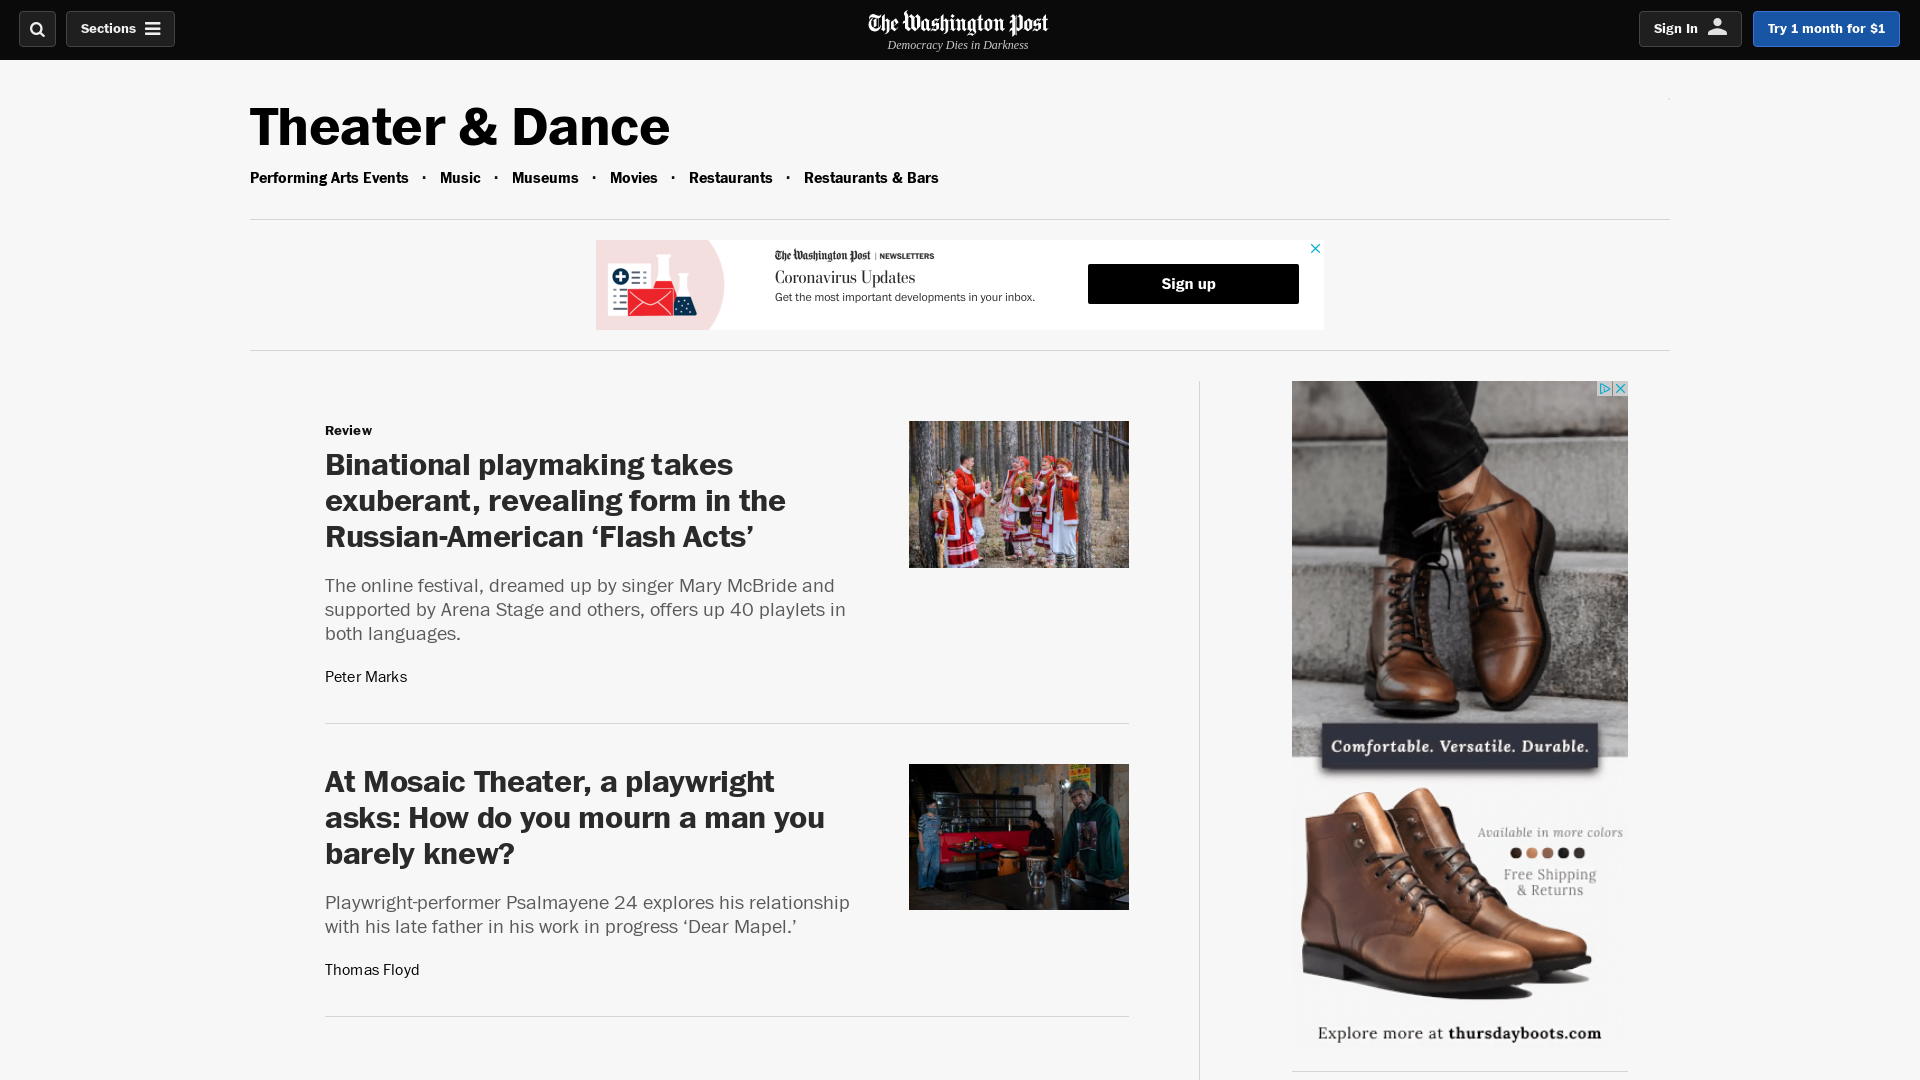 Sections
The Washington Post
Democracy Dies in Darkness
Sign In
Try 1 month for $1
Theater & Dance
Performing Arts Events · Music · Museums · Movies · Restaurants · Restaurants & Bars
The Washington Post | NEWSLETTERS
Coronavirus Updates
Get the most important developments in your inbox.
Sign up
Review
Binational playmaking takes
exuberant, revealing form in the
Russian-American ‘Flash Acts’
The online festival, dreamed up by singer Mary McBride and
supported by Arena Stage and others, offers up 40 playlets in
both languages.
Peter Marks
At Mosaic Theater, a playwright
asks: How do you mourn a man you
barely knew?
Playwright-performer Psalmayene 24 explores his relationship
with his late father in his work in progress ‘Dear Mapel.’
Thomas Floyd
Comfortable. Versatile. Durable.
Available in more colors
Free Shipping
& Returns
Explore more at thursdayboots.com